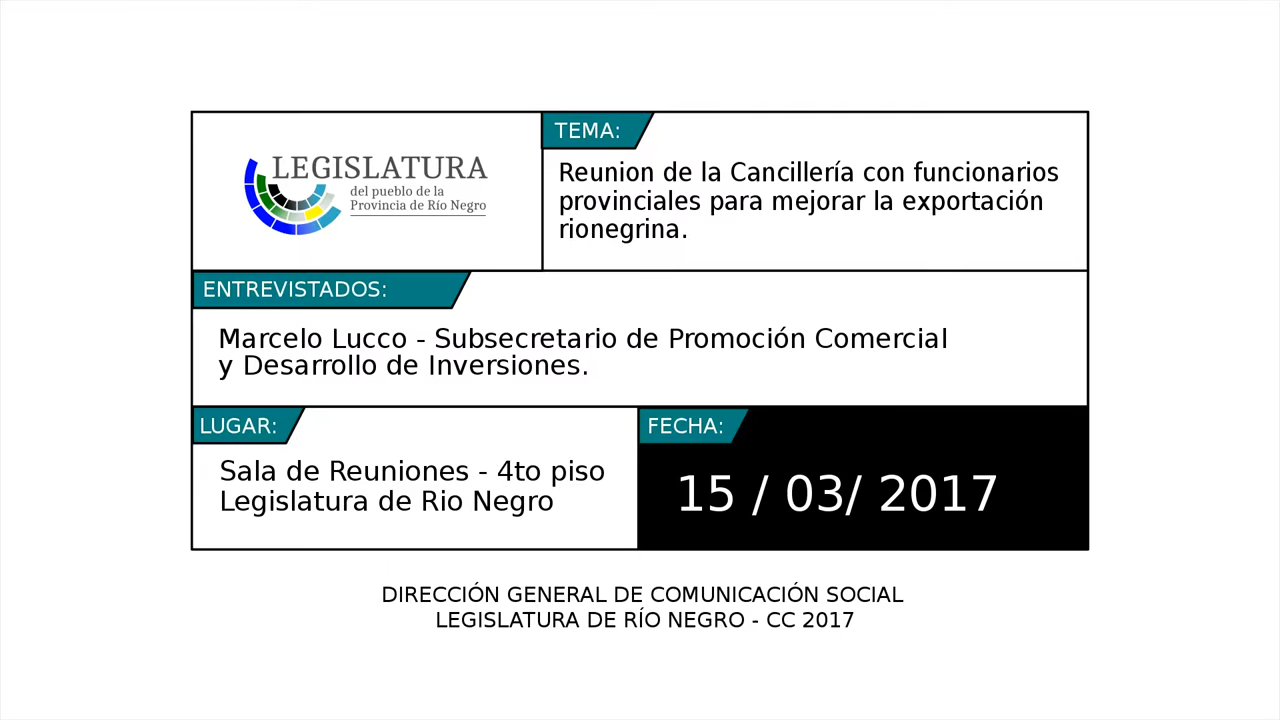 LEGISLATURA
del pueblo de la
Provincia de Río Negro
TEMA:
Reunion de la Cancillería con funcionarios
provinciales para mejorar la exportación
rionegrina.
ENTREVISTADOS:
Marcelo Lucco - Subsecretario de Promoción Comercial
y Desarrollo de Inversiones.
LUGAR:
Sala de Reuniones - 4to piso
Legislatura de Rio Negro
FECHA:
15 / 03/ 2017
DIRECCIÓN GENERAL DE COMUNICACIÓN SOCIAL
LEGISLATURA DE RÍO NEGRO - CC 2017